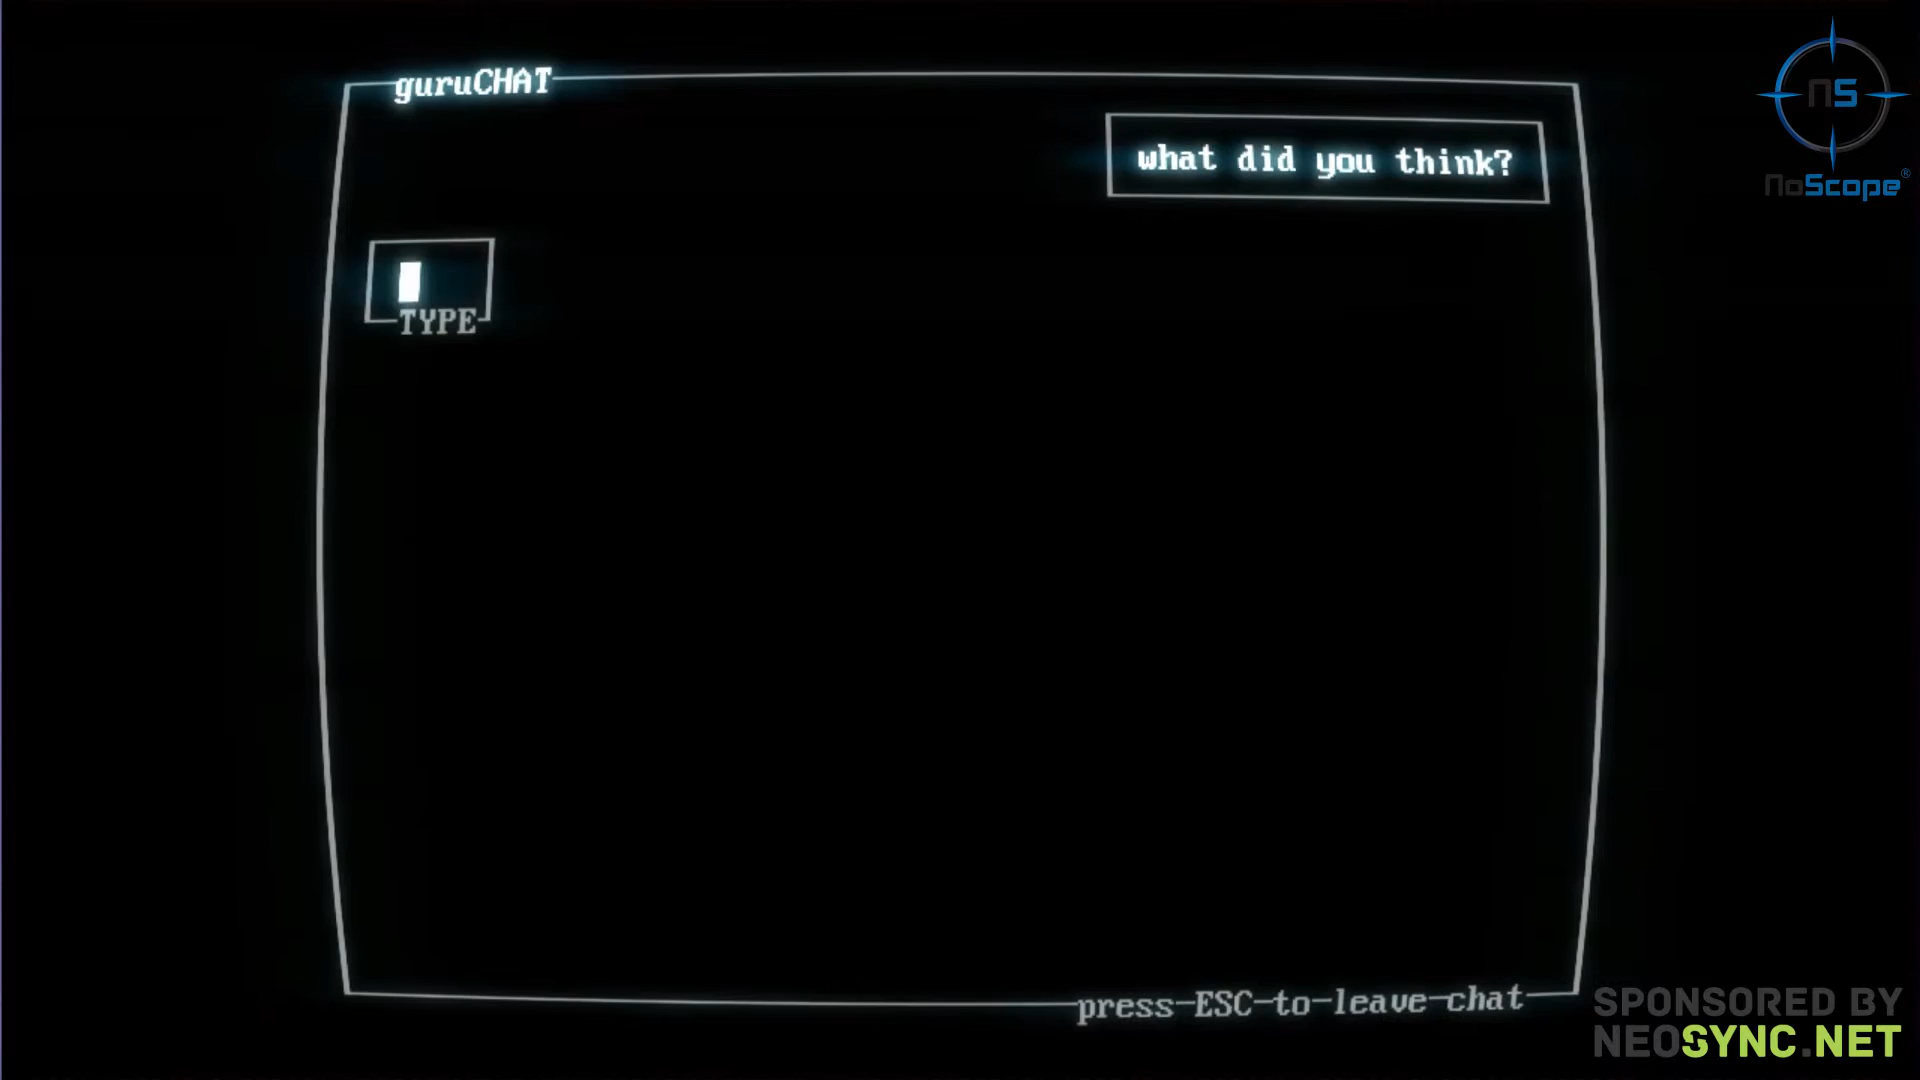 guruCHAT
what did you think?
TYPE
press-ESC-to-leave-chat
NS
NoScope®
SPONSORED BY
NEOSYNC.NET